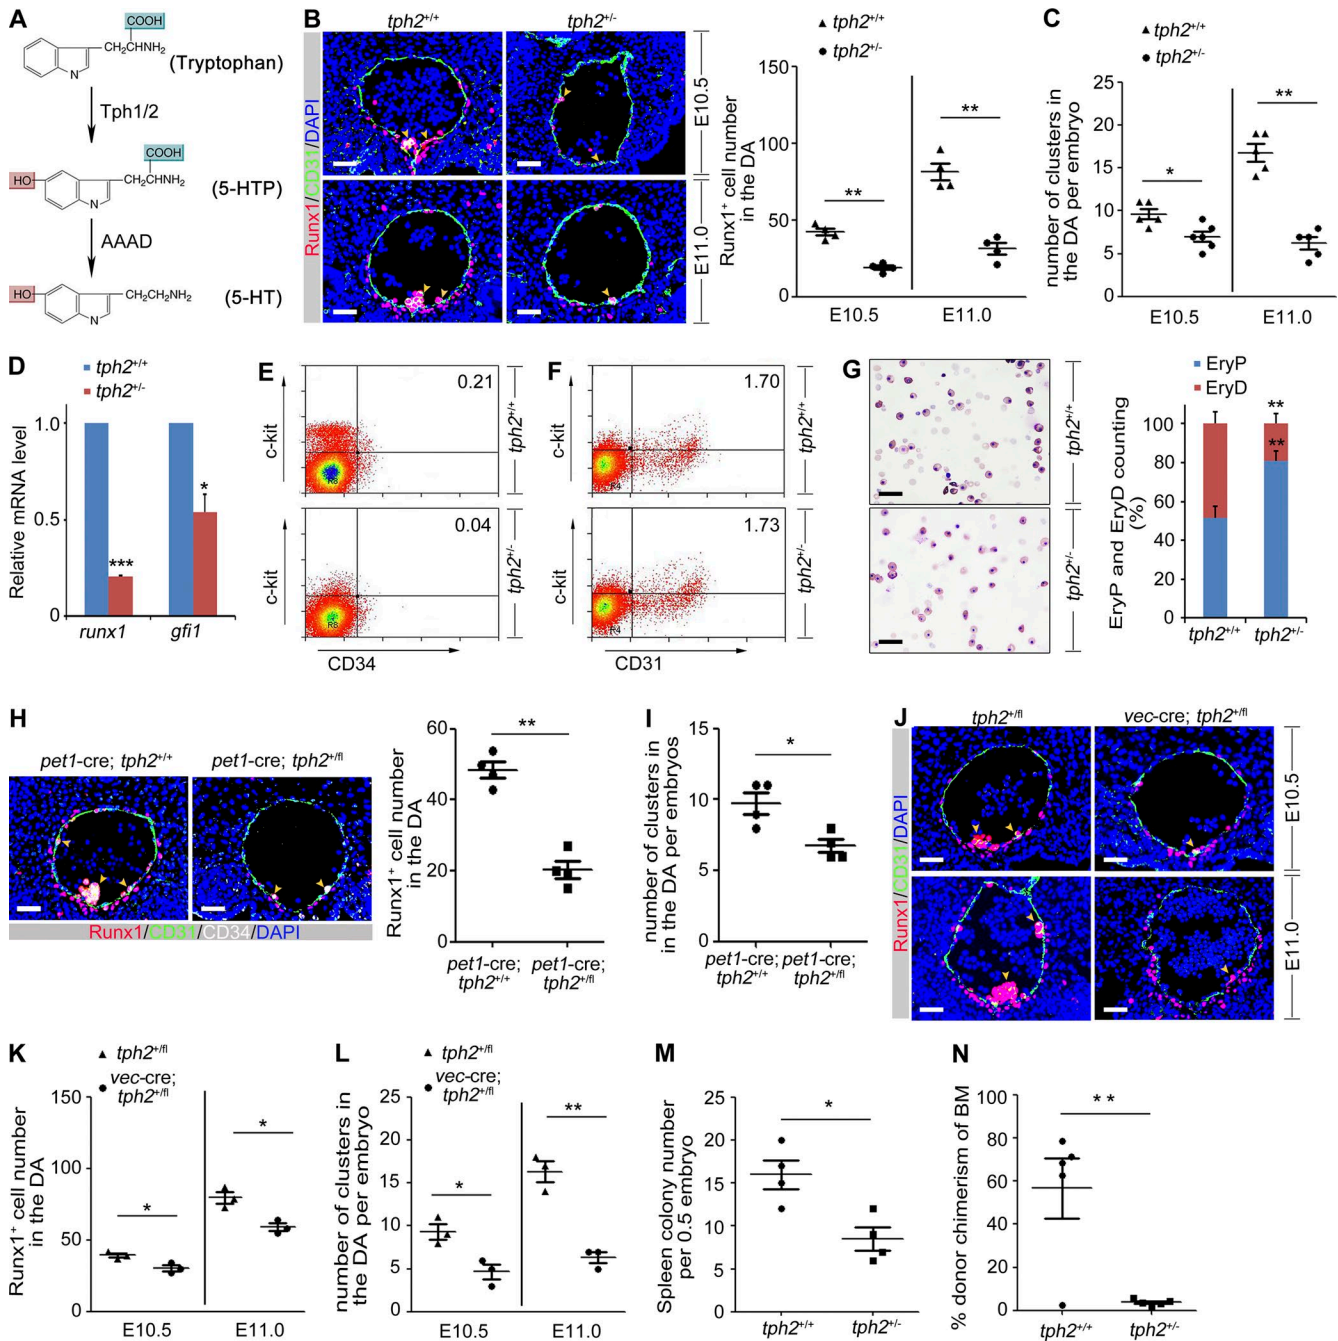 A
COOH
CH₂CHNH₂
N
(Tryptophan)
Tph1/2
COOH
HO
CH₂CHNH₂
N
(5-HTP)
AAAD
HO
CH₂CH₂NH₂
N
(5-HT)
B
tph2+/+
tph2+/-
Runx1/CD31/DAPI
E10.5
E11.0
▲ tph2+/+
● tph2+/-
Runx1+ cell number
in the DA
150
100
50
0
**
**
E10.5
E11.0
C
▲ tph2+/+
● tph2+/-
number of clusters in
the DA per embryo
25
20
15
10
5
0
*
**
E10.5
E11.0
D
tph2+/+
tph2+/-
Relative mRNA level
1.0
0.5
0
***
*
runx1
gfi1
E
c-kit
0.21
R8
tph2+/+
c-kit
0.04
R8
tph2+/-
CD34
F
c-kit
1.70
R4
tph2+/+
c-kit
1.73
R4
tph2+/-
CD31
G
tph2+/+
tph2+/-
EryP
EryD
EryP and EryD counting
(%)
100
80
60
40
20
0
**
**
tph2+/+
tph2+/-
H
pet1-cre; tph2+/+
pet1-cre; tph2+/fl
Runx1/CD31/CD34/DAPI
Runx1+ cell number
in the DA
60
40
20
0
**
pet1-cre;
tph2+/+
pet1-cre;
tph2+/fl
I
number of clusters in
in the DA per embryos
15
10
5
0
*
pet1-cre;
tph2+/+
pet1-cre;
tph2+/fl
J
tph2+/fl
vec-cre; tph2+/fl
Runx1/CD31/DAPI
E10.5
E11.0
K
▲ tph2+/fl
● vec-cre;
tph2+/fl
Runx1+ cell number
in the DA
150
100
50
0
*
*
E10.5
E11.0
L
▲ tph2+/fl
● vec-cre;
tph2+/fl
number of clusters in
the DA per embryo
25
20
15
10
5
0
*
**
E10.5
E11.0
M
Spleen colony number
per 0.5 embryo
25
20
15
10
5
0
*
tph2+/+
tph2+/-
N
% donor chimerism of BM
100
80
60
40
20
0
**
tph2+/+
tph2+/-